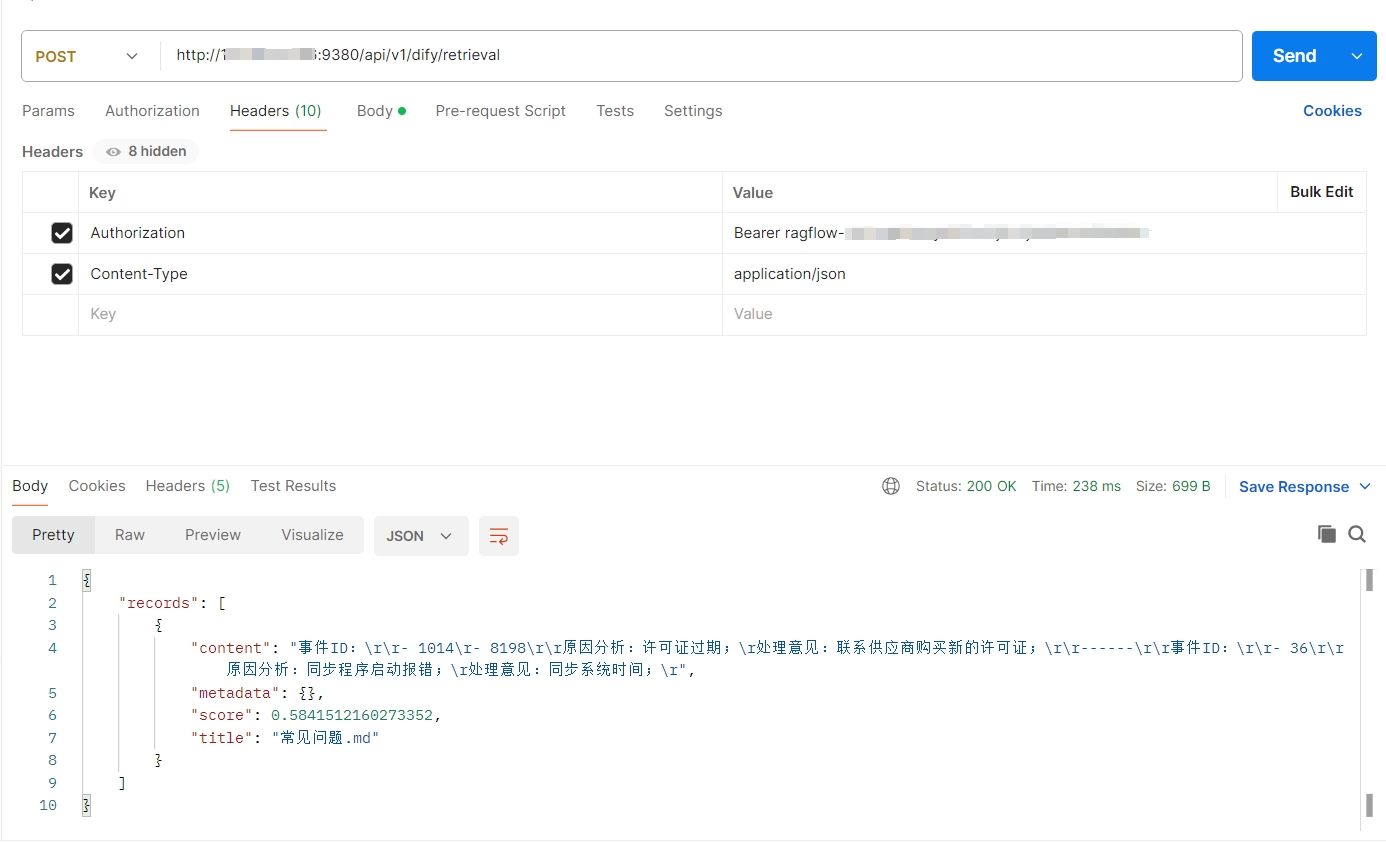 POST http://1 :9380/api/v1/dify/retrieval Send
Params Authorization Headers (10) Body Pre-request Script Tests Settings Cookies
Headers 8 hidden
Key Value Bulk Edit
Authorization Bearer ragflow-
Content-Type application/json
Key Value
Body Cookies Headers (5) Test Results Status: 200 OK Time: 238 ms Size: 699 B Save Response
Pretty Raw Preview Visualize JSON
1 {
2 "records": [
3 {
4 "content": "事件ID：\r\r- 1014\r- 8198\r\r原因分析：许可证过期；\r处理意见：联系供应商购买新的许可证；\r\r------\r\r事件ID：\r\r- 36\r\r
原因分析：同步程序启动报错；\r处理意见：同步系统时间；\r",
5 "metadata": {},
6 "score": 0.5841512160273352,
7 "title": "常见问题.md"
8 }
9 ]
10 }